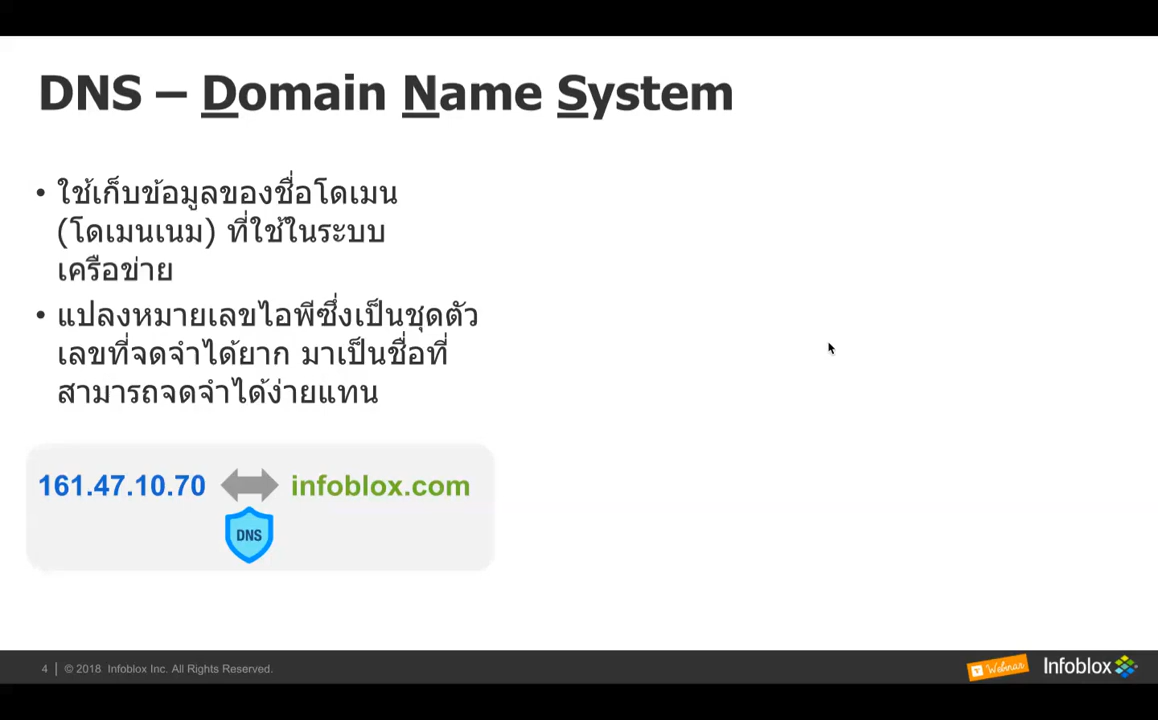 DNS – Domain Name System
• ใช้เก็บข้อมูลของชื่อโดเมน
(โดเมนเนม) ที่ใช้ในระบบ
เครือข่าย
• แปลงหมายเลขไอพีซึ่งเป็นชุดตัว
เลขที่จดจำได้ยาก มาเป็นชื่อที่
สามารถจดจำได้ง่ายแทน
161.47.10.70 infoblox.com
DNS
4 | © 2018 Infoblox Inc. All Rights Reserved.
Webinar Infoblox